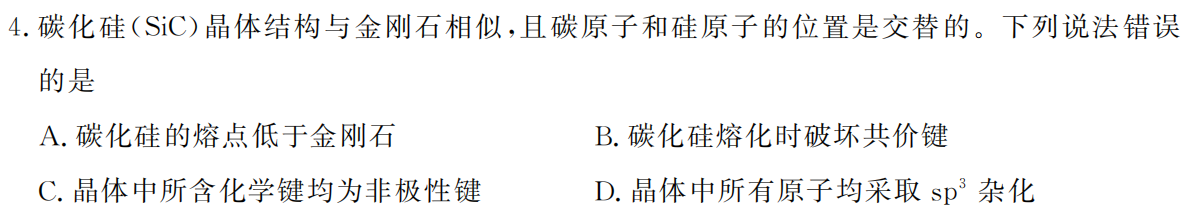 4. 碳化硅(SiC)晶体结构与金刚石相似,且碳原子和硅原子的位置是交替的。下列说法错误
的是
A. 碳化硅的熔点低于金刚石 B. 碳化硅熔化时破坏共价键
C. 晶体中所含化学键均为非极性键 D. 晶体中所有原子均采取 sp³ 杂化